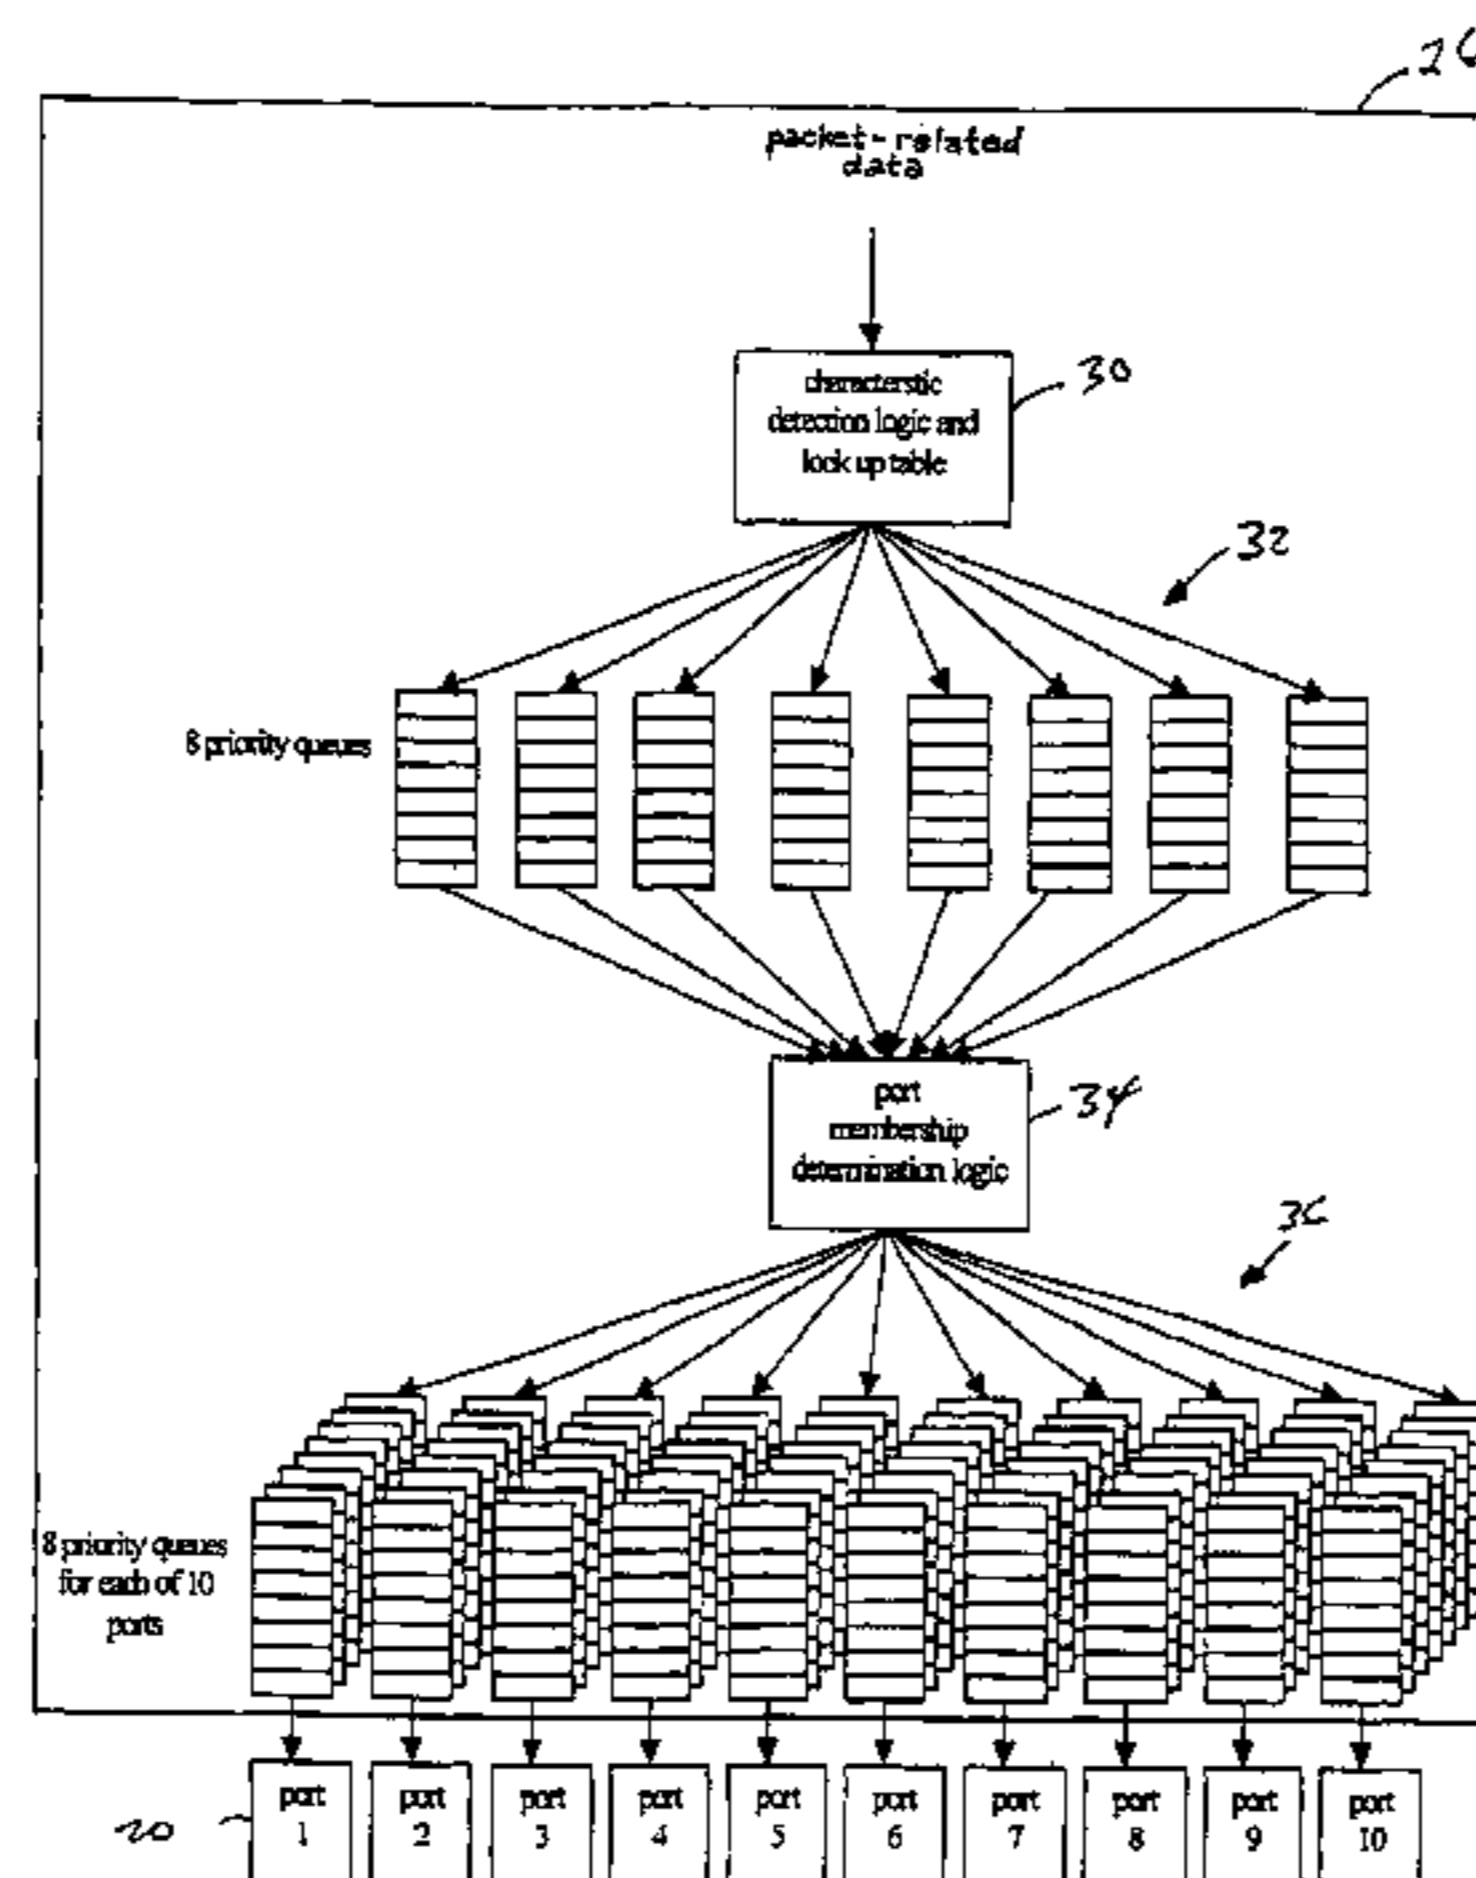 26
packet-related
data
characterstic
detection logic and
look up table
30
32
8 priority queues
port
membership
determination logic
34
36
8 priority queues
for each of 10
ports
20
port
1
port
2
port
3
port
4
port
5
port
6
port
7
port
8
port
9
port
10